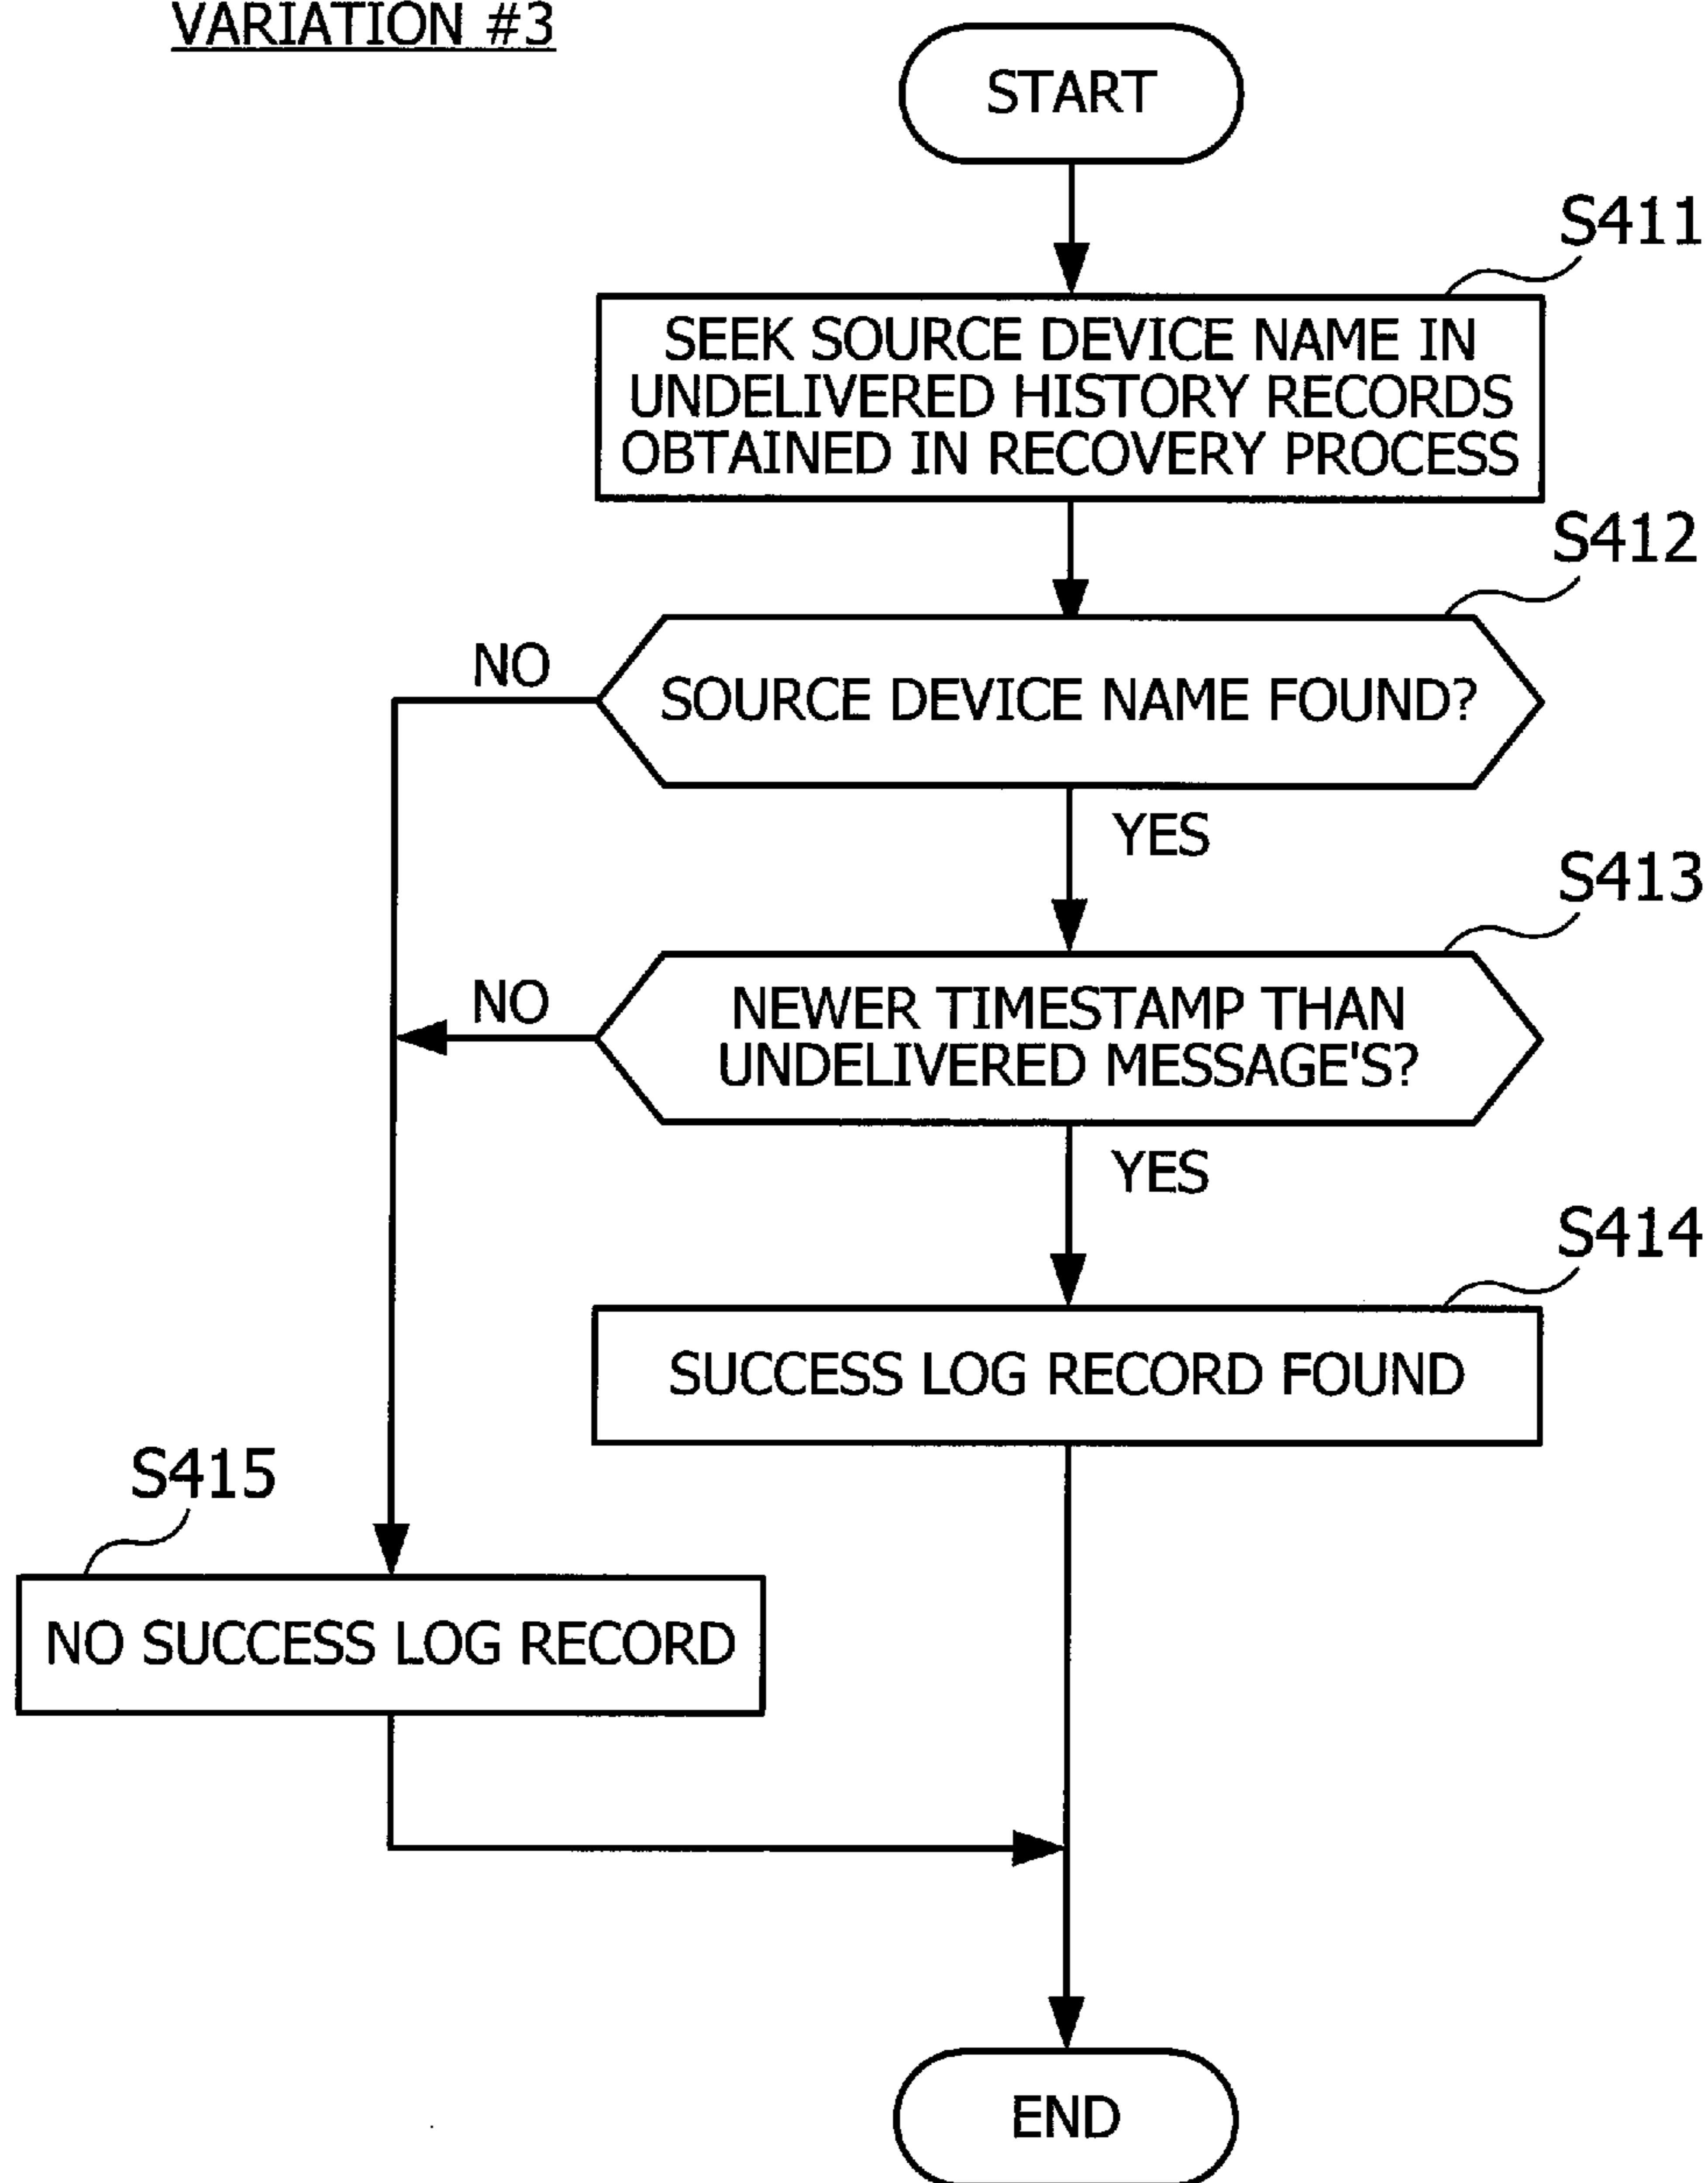 VARIATION #3
START
S411
SEEK SOURCE DEVICE NAME IN
UNDELIVERED HISTORY RECORDS
OBTAINED IN RECOVERY PROCESS
S412
NO
SOURCE DEVICE NAME FOUND?
YES
S413
NO
NEWER TIMESTAMP THAN
UNDELIVERED MESSAGE'S?
YES
S414
SUCCESS LOG RECORD FOUND
S415
NO SUCCESS LOG RECORD
END